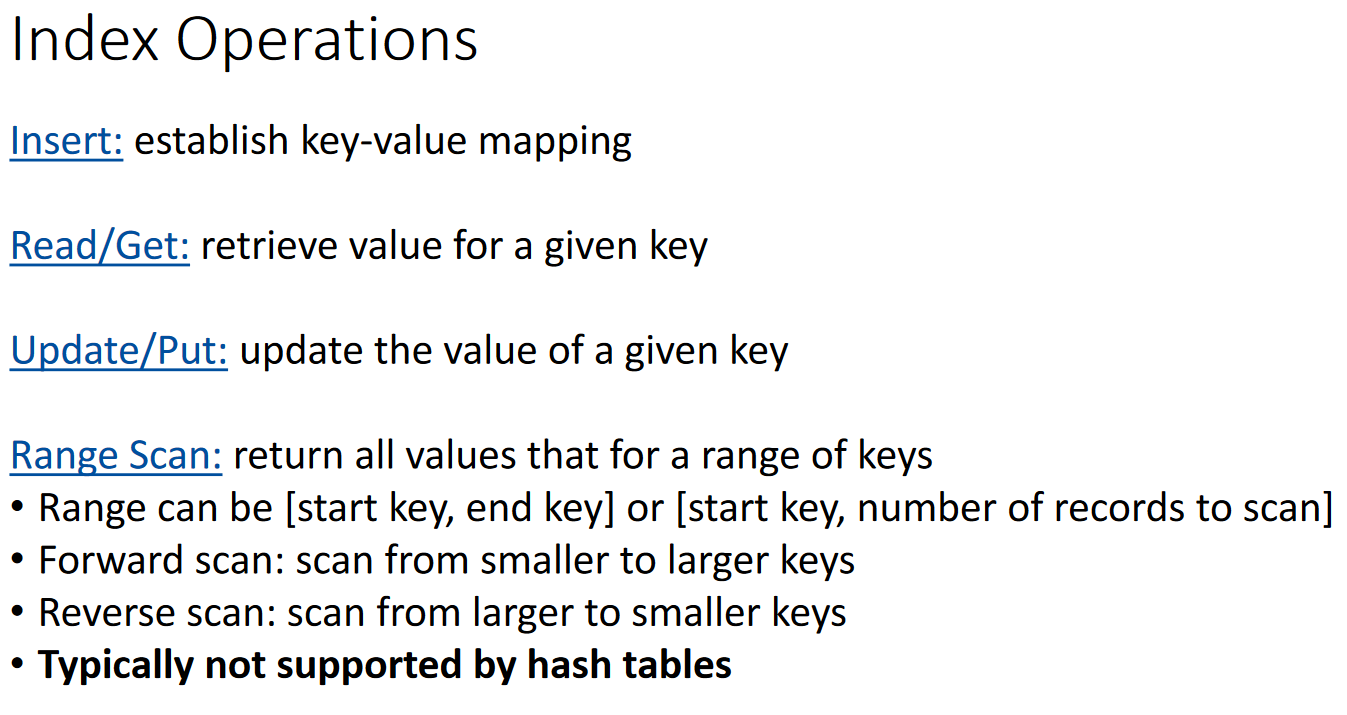 Index Operations
Insert: establish key-value mapping
Read/Get: retrieve value for a given key
Update/Put: update the value of a given key
Range Scan: return all values that for a range of keys
• Range can be [start key, end key] or [start key, number of records to scan]
• Forward scan: scan from smaller to larger keys
• Reverse scan: scan from larger to smaller keys
• Typically not supported by hash tables